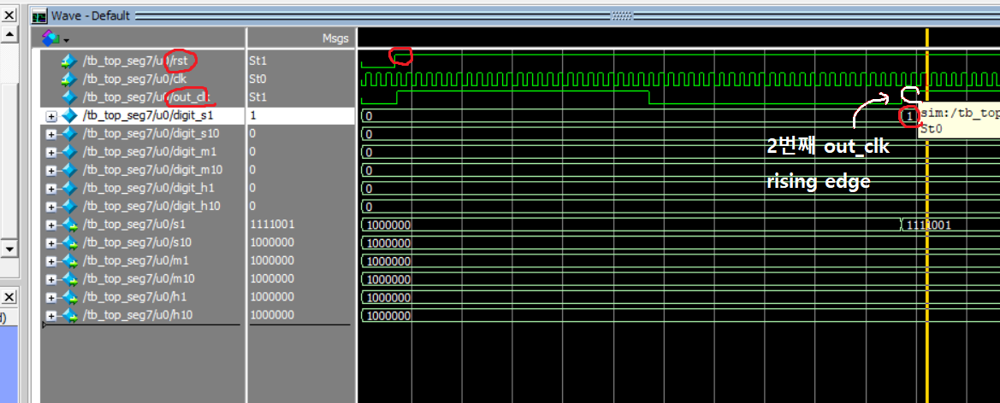 Wave - Default
Msgs
/tb_top_seg7/u0/rst St1
/tb_top_seg7/u0/clk St0
/tb_top_seg7/u0/out_clk St1
/tb_top_seg7/u0/digit_s1 1 0 1
/tb_top_seg7/u0/digit_s10 0 0
/tb_top_seg7/u0/digit_m1 0 0
/tb_top_seg7/u0/digit_m10 0 0
/tb_top_seg7/u0/digit_h1 0 0
/tb_top_seg7/u0/digit_h10 0 0
/tb_top_seg7/u0/s1 1111001 1000000 1111001
/tb_top_seg7/u0/s10 1000000 1000000
/tb_top_seg7/u0/m1 1000000 1000000
/tb_top_seg7/u0/m10 1000000 1000000
/tb_top_seg7/u0/h1 1000000 1000000
/tb_top_seg7/u0/h10 1000000 1000000
sim:/tb_top
St0
2번째 out_clk
rising edge